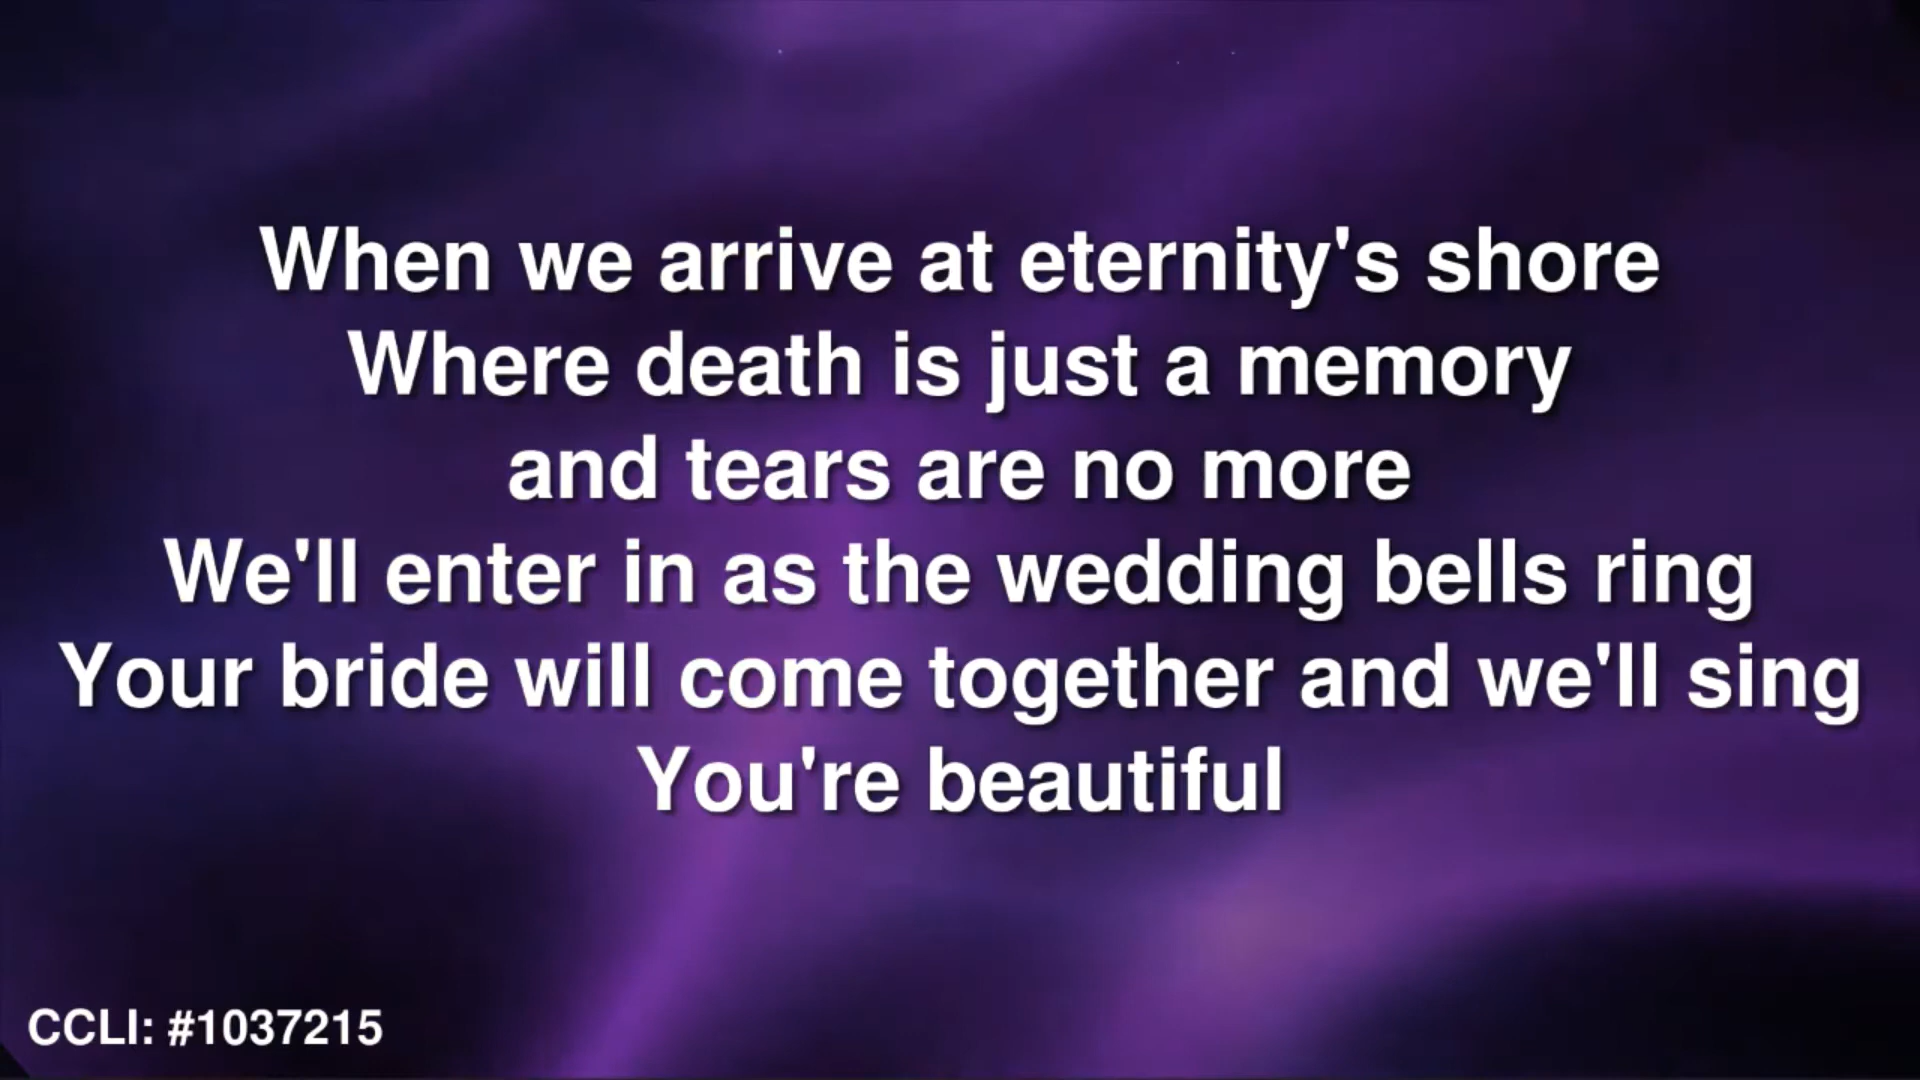 When we arrive at eternity's shore
Where death is just a memory
and tears are no more
We'll enter in as the wedding bells ring
Your bride will come together and we'll sing
You're beautiful
CCLI: #1037215